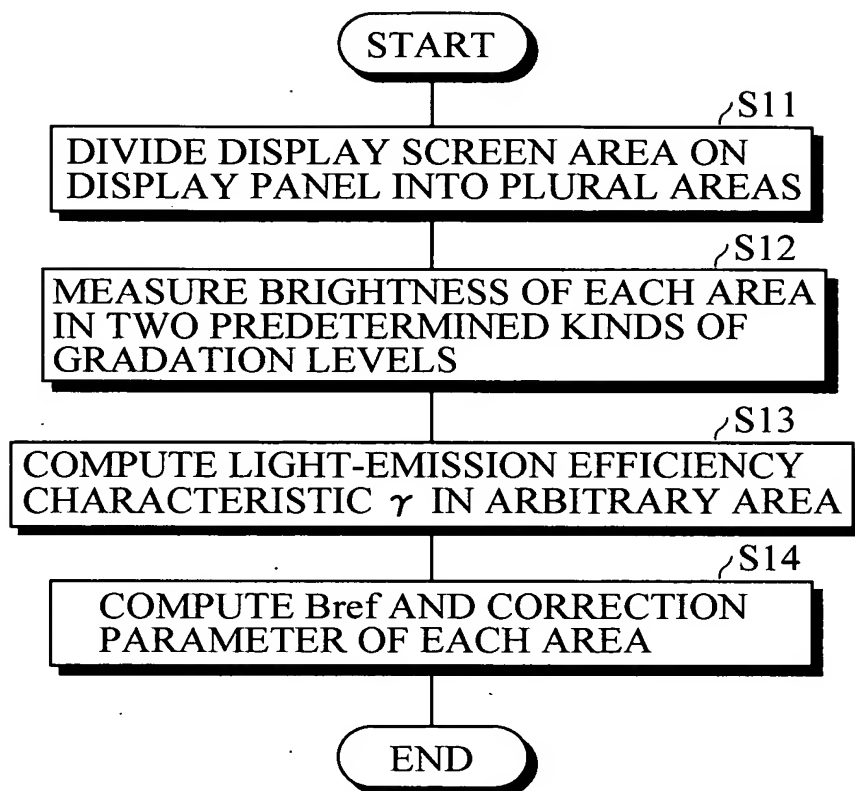 START
S11
DIVIDE DISPLAY SCREEN AREA ON
DISPLAY PANEL INTO PLURAL AREAS
S12
MEASURE BRIGHTNESS OF EACH AREA
IN TWO PREDETERMINED KINDS OF
GRADATION LEVELS
S13
COMPUTE LIGHT-EMISSION EFFICIENCY
CHARACTERISTIC γ IN ARBITRARY AREA
S14
COMPUTE Bref AND CORRECTION
PARAMETER OF EACH AREA
END